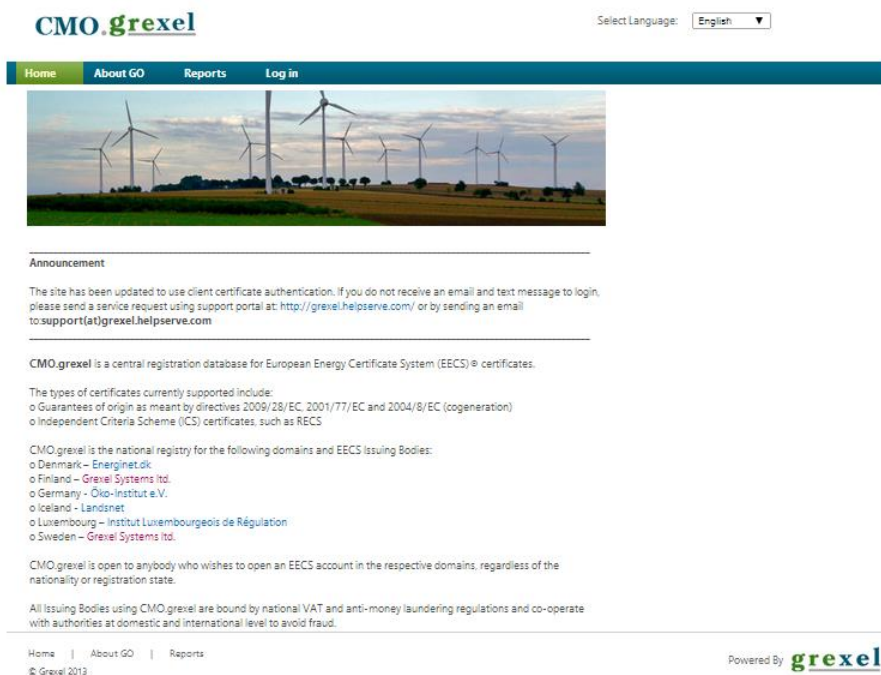 CMO.grexel
Select Language: English ▼
Home About GO Reports Log in
Announcement
The site has been updated to use client certificate authentication. If you do not receive an email and text message to login,
please send a service request using support portal at: http://grexel.helpserve.com/ or by sending an email
to:support(at)grexel.helpserve.com
CMO.grexel is a central registration database for European Energy Certificate System (EECS)® certificates.
The types of certificates currently supported include:
o Guarantees of origin as meant by directives 2009/28/EC, 2001/77/EC and 2004/8/EC (cogeneration)
o Independent Criteria Scheme (ICS) certificates, such as RECS
CMO.grexel is the national registry for the following domains and EECS Issuing Bodies:
o Denmark – Energinet.dk
o Finland – Grexel Systems ltd.
o Germany - Öko-Institut e.V.
o Iceland - Landsnet
o Luxembourg – Institut Luxembourgeois de Régulation
o Sweden – Grexel Systems ltd.
CMO.grexel is open to anybody who wishes to open an EECS account in the respective domains, regardless of the
nationality or registration state.
All Issuing Bodies using CMO.grexel are bound by national VAT and anti-money laundering regulations and co-operate
with authorities at domestic and international level to avoid fraud.
Home | About GO | Reports
Powered By grexel
© Grexel 2013